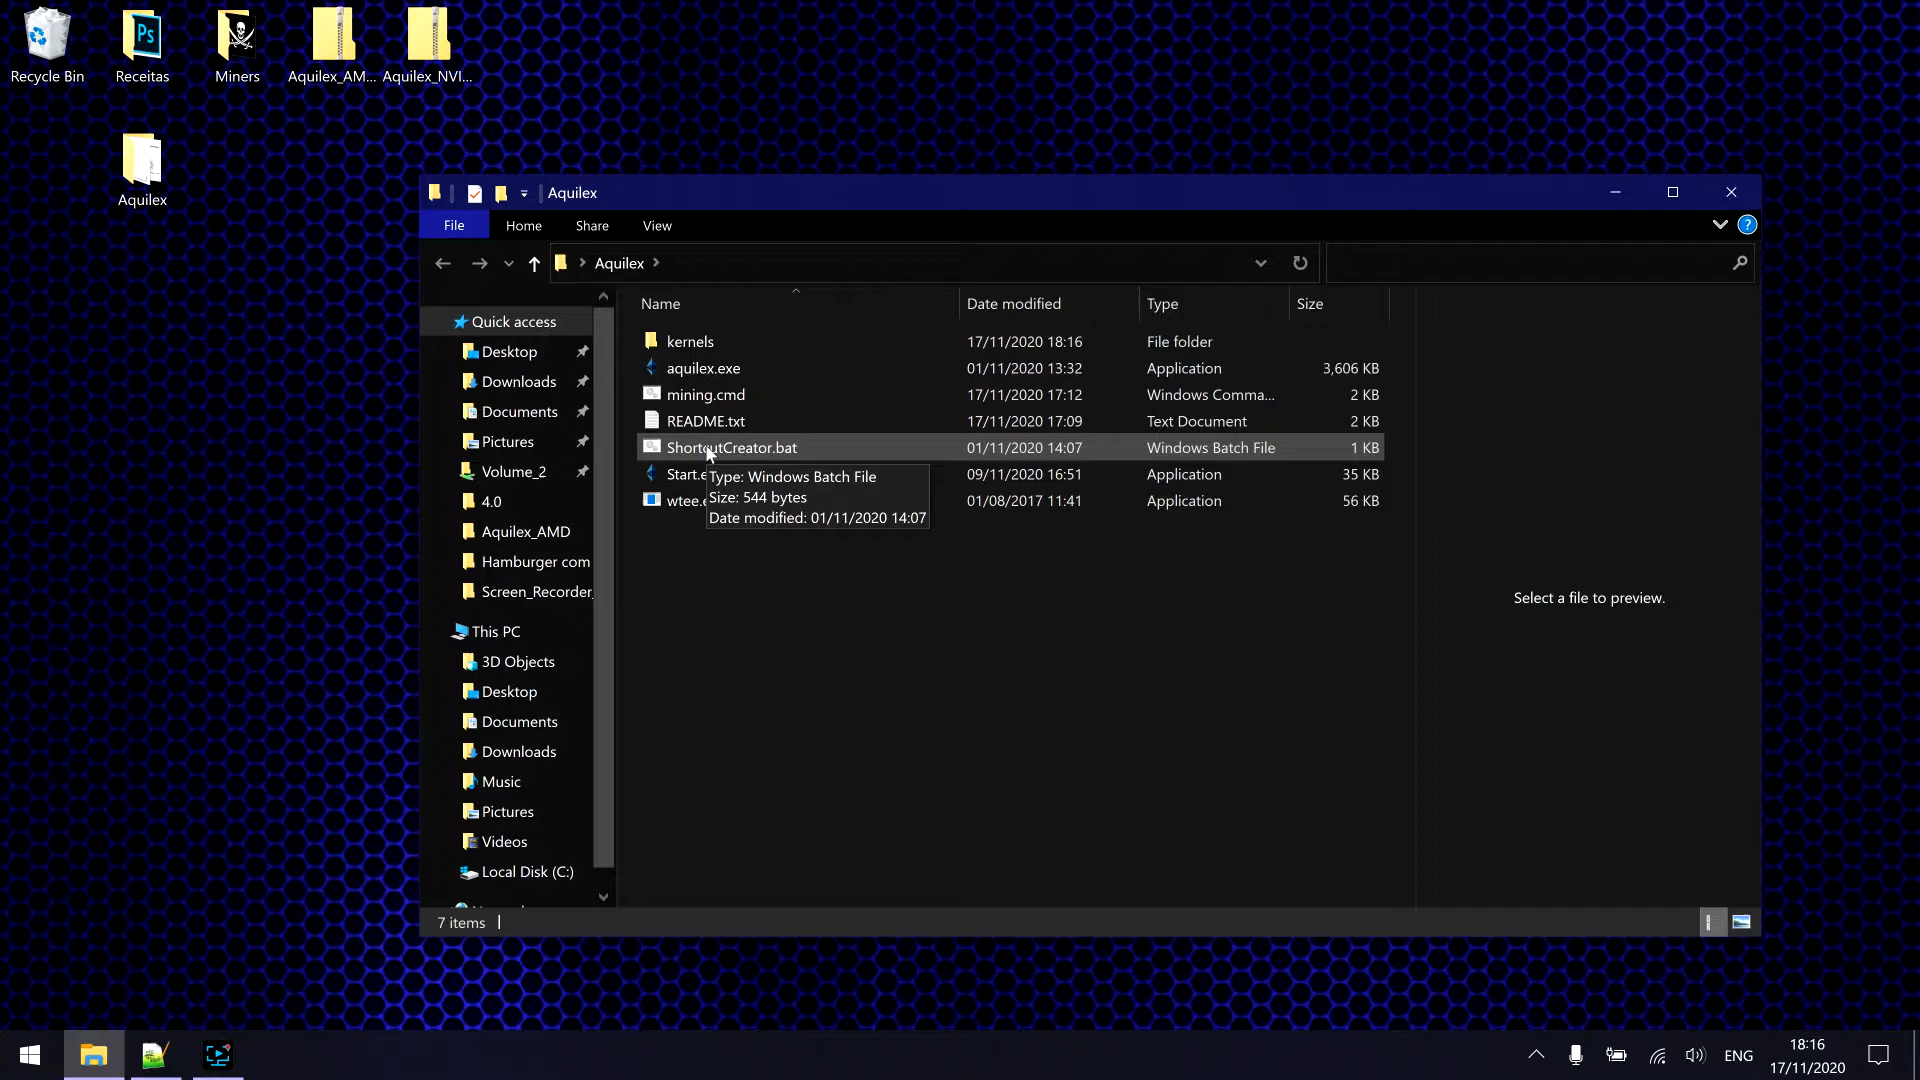 Recycle Bin
Receitas
Miners
Aquilex_AM...
Aquilex_NVI...
Aquilex
Ps
Aquilex
File
Home
Share
View
?
Aquilex
Name
Date modified
Type
Size
Quick access
Desktop
Downloads
Documents
Pictures
Volume_2
4.0
Aquilex_AMD
Hamburger com
Screen_Recorder_
This PC
3D Objects
Desktop
Documents
Downloads
Music
Pictures
Videos
Local Disk (C:)
kernels 17/11/2020 18:16 File folder
aquilex.exe 01/11/2020 13:32 Application 3,606 KB
mining.cmd 17/11/2020 17:12 Windows Comma... 2 KB
README.txt 17/11/2020 17:09 Text Document 2 KB
ShortcutCreator.bat 01/11/2020 14:07 Windows Batch File 1 KB
Start.e 09/11/2020 16:51 Application 35 KB
wtee.e 01/08/2017 11:41 Application 56 KB
Type: Windows Batch File
Size: 544 bytes
Date modified: 01/11/2020 14:07
Select a file to preview.
7 items
ENG
18:16
17/11/2020